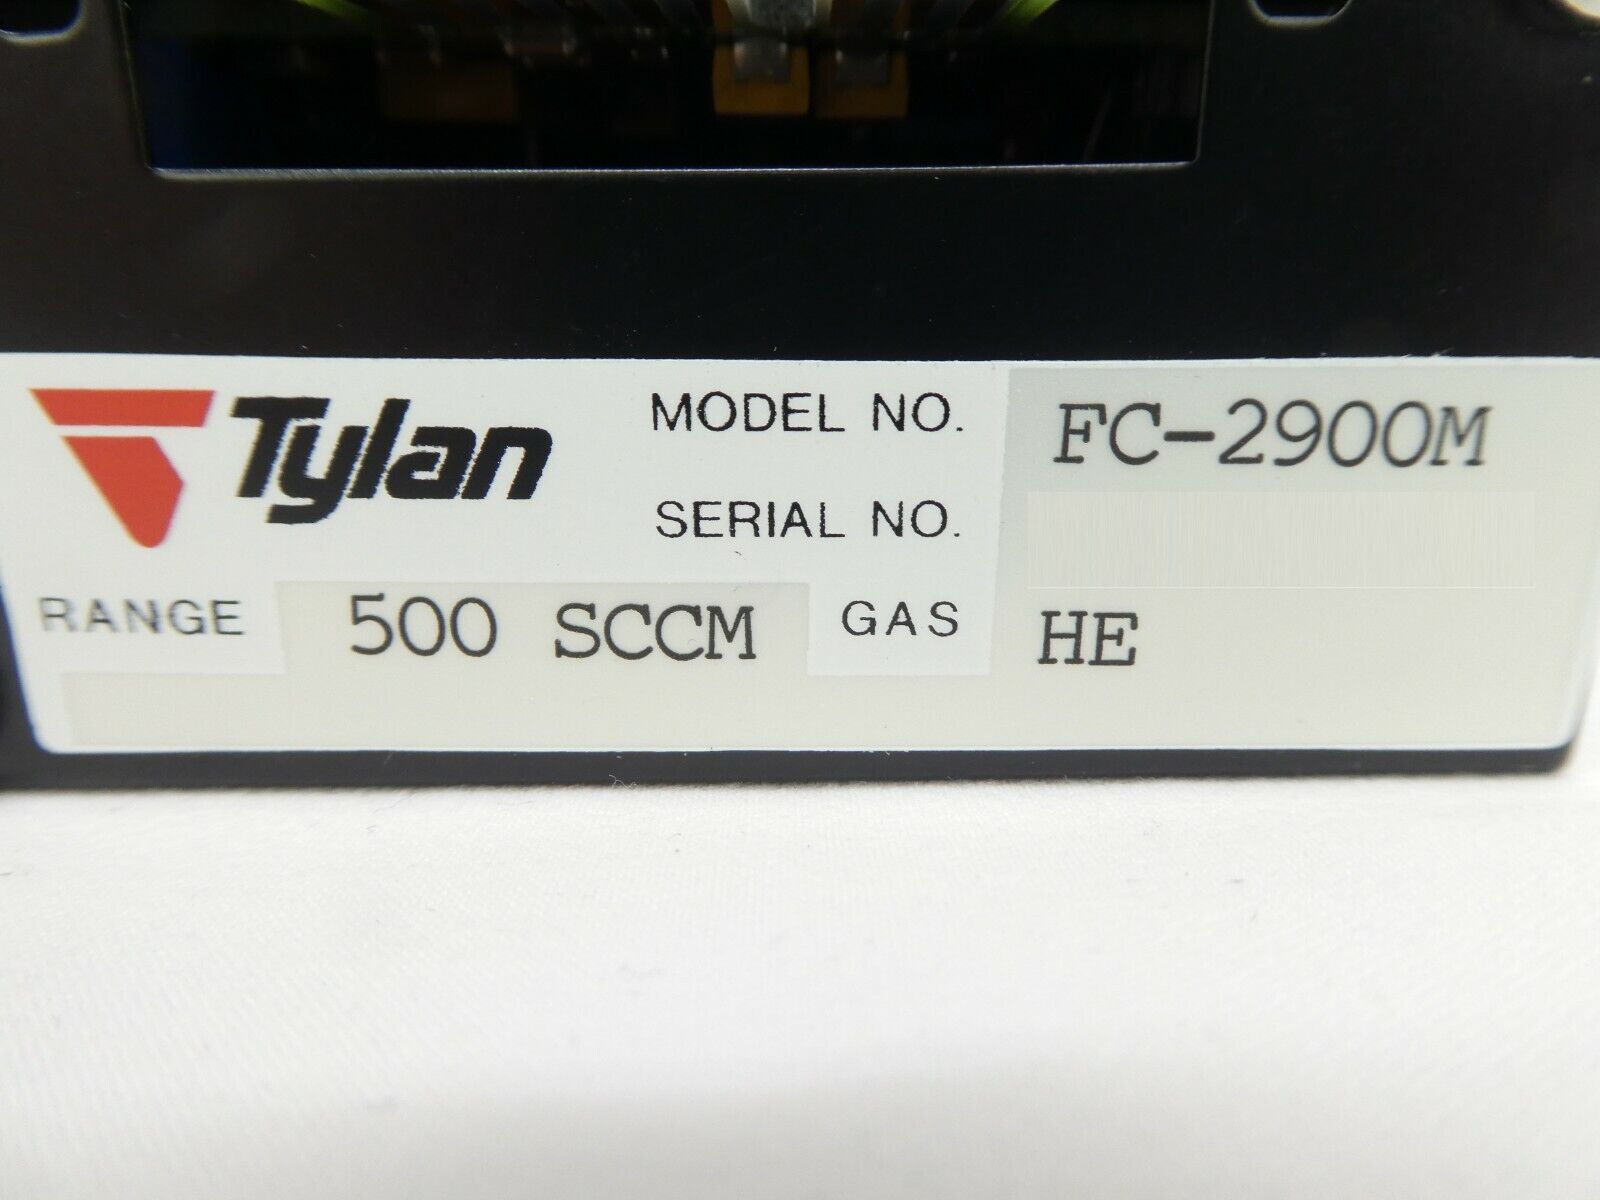 Tylan
MODEL NO. FC-2900M
SERIAL NO.
RANGE 500 SCCM GAS HE